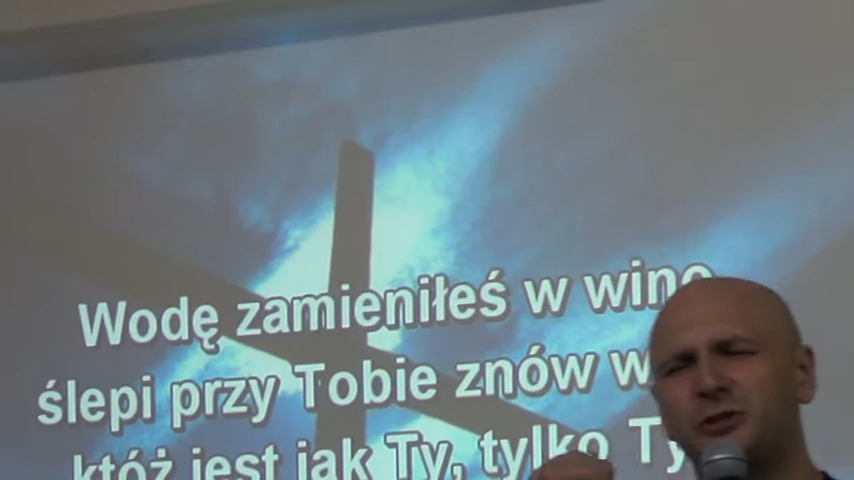 Wodę zamieniłeś w wino
ślepi przy Tobie znów
któż jest jak Ty, tylko Ty